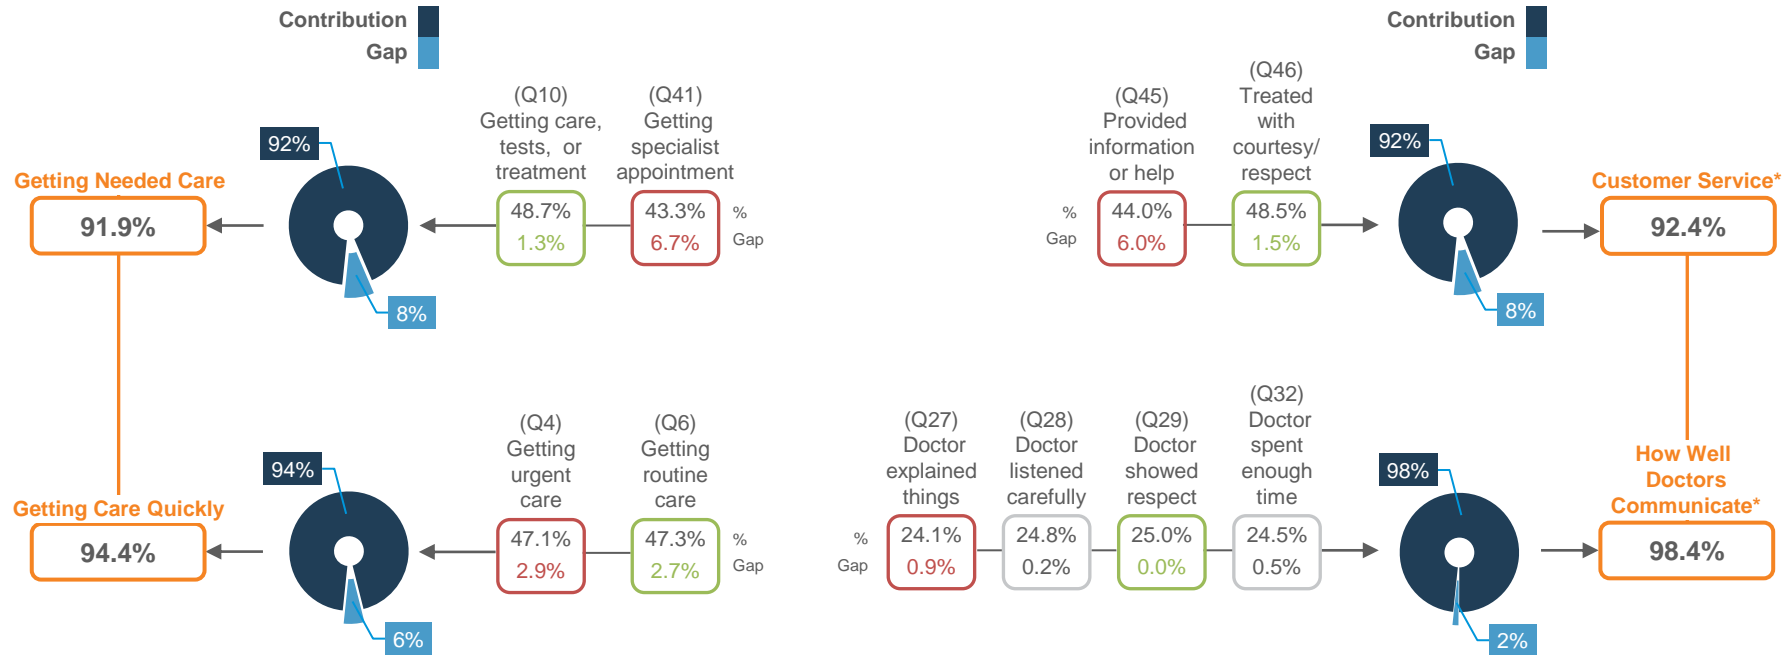 Contribution
Gap
Contribution
Gap
Getting Needed Care
91.9%
92%
8%
(Q10)
Getting care,
tests, or
treatment
48.7%
1.3%
(Q41)
Getting
specialist
appointment
43.3%
6.7%
%
Gap
%
Gap
(Q45)
Provided
information
or help
44.0%
6.0%
(Q46)
Treated
with
courtesy/
respect
48.5%
1.5%
92%
8%
Customer Service*
92.4%
Getting Care Quickly
94.4%
94%
6%
(Q4)
Getting
urgent
care
47.1%
2.9%
(Q6)
Getting
routine
care
47.3%
2.7%
%
Gap
%
Gap
(Q27)
Doctor
explained
things
24.1%
0.9%
(Q28)
Doctor
listened
carefully
24.8%
0.2%
(Q29)
Doctor
showed
respect
25.0%
0.0%
(Q32)
Doctor
spent
enough
time
24.5%
0.5%
98%
2%
How Well
Doctors
Communicate*
98.4%